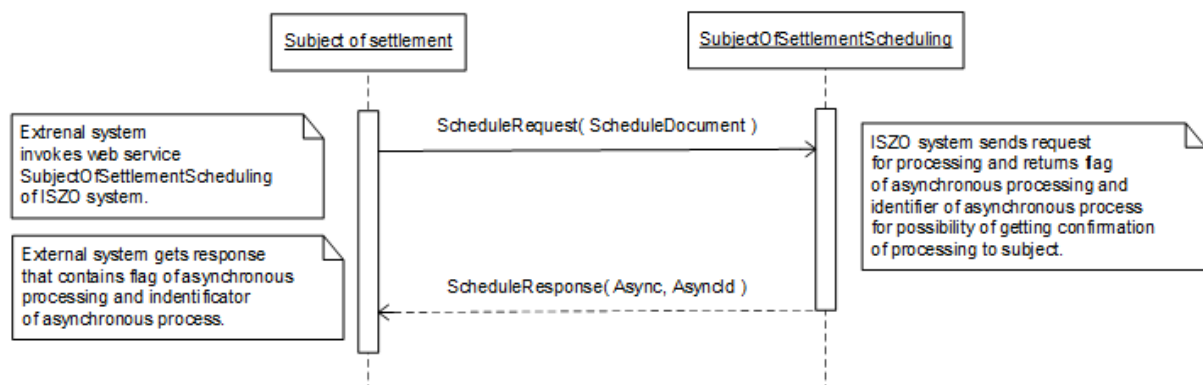 Subject of settlement
SubjectOfSettlementScheduling
Extrenal system
invokes web service
SubjectOfSettlementScheduling
of ISZO system.
ScheduleRequest( ScheduleDocument )
ISZO system sends request
for processing and returns flag
of asynchronous processing and
identifier of asynchronous process
for possibility of getting confirmation
of processing to subject.
External system gets response
that contains flag of asynchronous
processing and indentificator
of asynchronous process.
ScheduleResponse( Async, AsyncId )